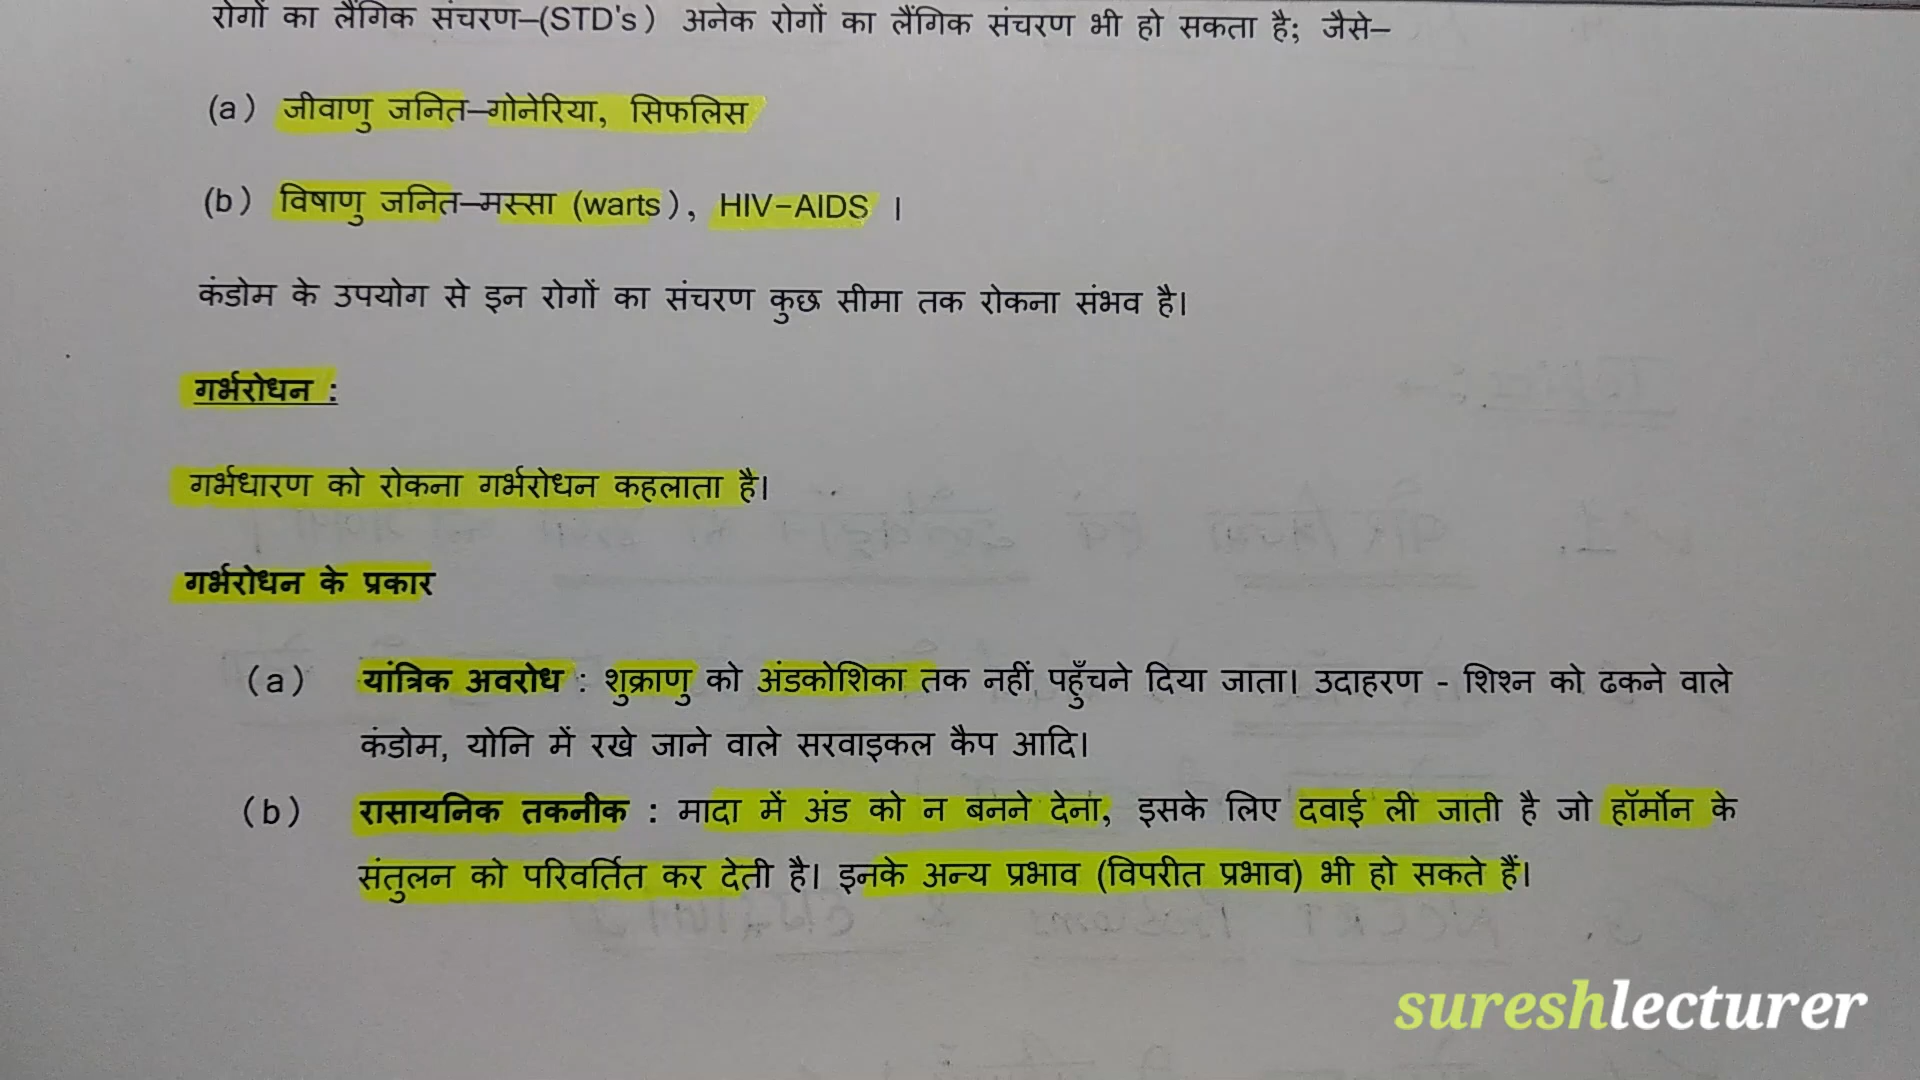 रोगों का लैंगिक संचरण–(STD's) अनेक रोगों का लैंगिक संचरण भी हो सकता है; जैसे–
(a) जीवाणु जनित–गोनेरिया, सिफलिस
(b) विषाणु जनित–मस्सा (warts), HIV-AIDS ।
कंडोम के उपयोग से इन रोगों का संचरण कुछ सीमा तक रोकना संभव है।
गर्भरोधन :
गर्भधारण को रोकना गर्भरोधन कहलाता है।
गर्भरोधन के प्रकार
(a) यांत्रिक अवरोध : शुक्राणु को अंडकोशिका तक नहीं पहुँचने दिया जाता। उदाहरण - शिश्न को ढकने वाले
कंडोम, योनि में रखे जाने वाले सरवाइकल कैप आदि।
(b) रासायनिक तकनीक : मादा में अंड को न बनने देना, इसके लिए दवाई ली जाती है जो हॉर्मोन के
संतुलन को परिवर्तित कर देती है। इनके अन्य प्रभाव (विपरीत प्रभाव) भी हो सकते हैं।
sureshlecturer